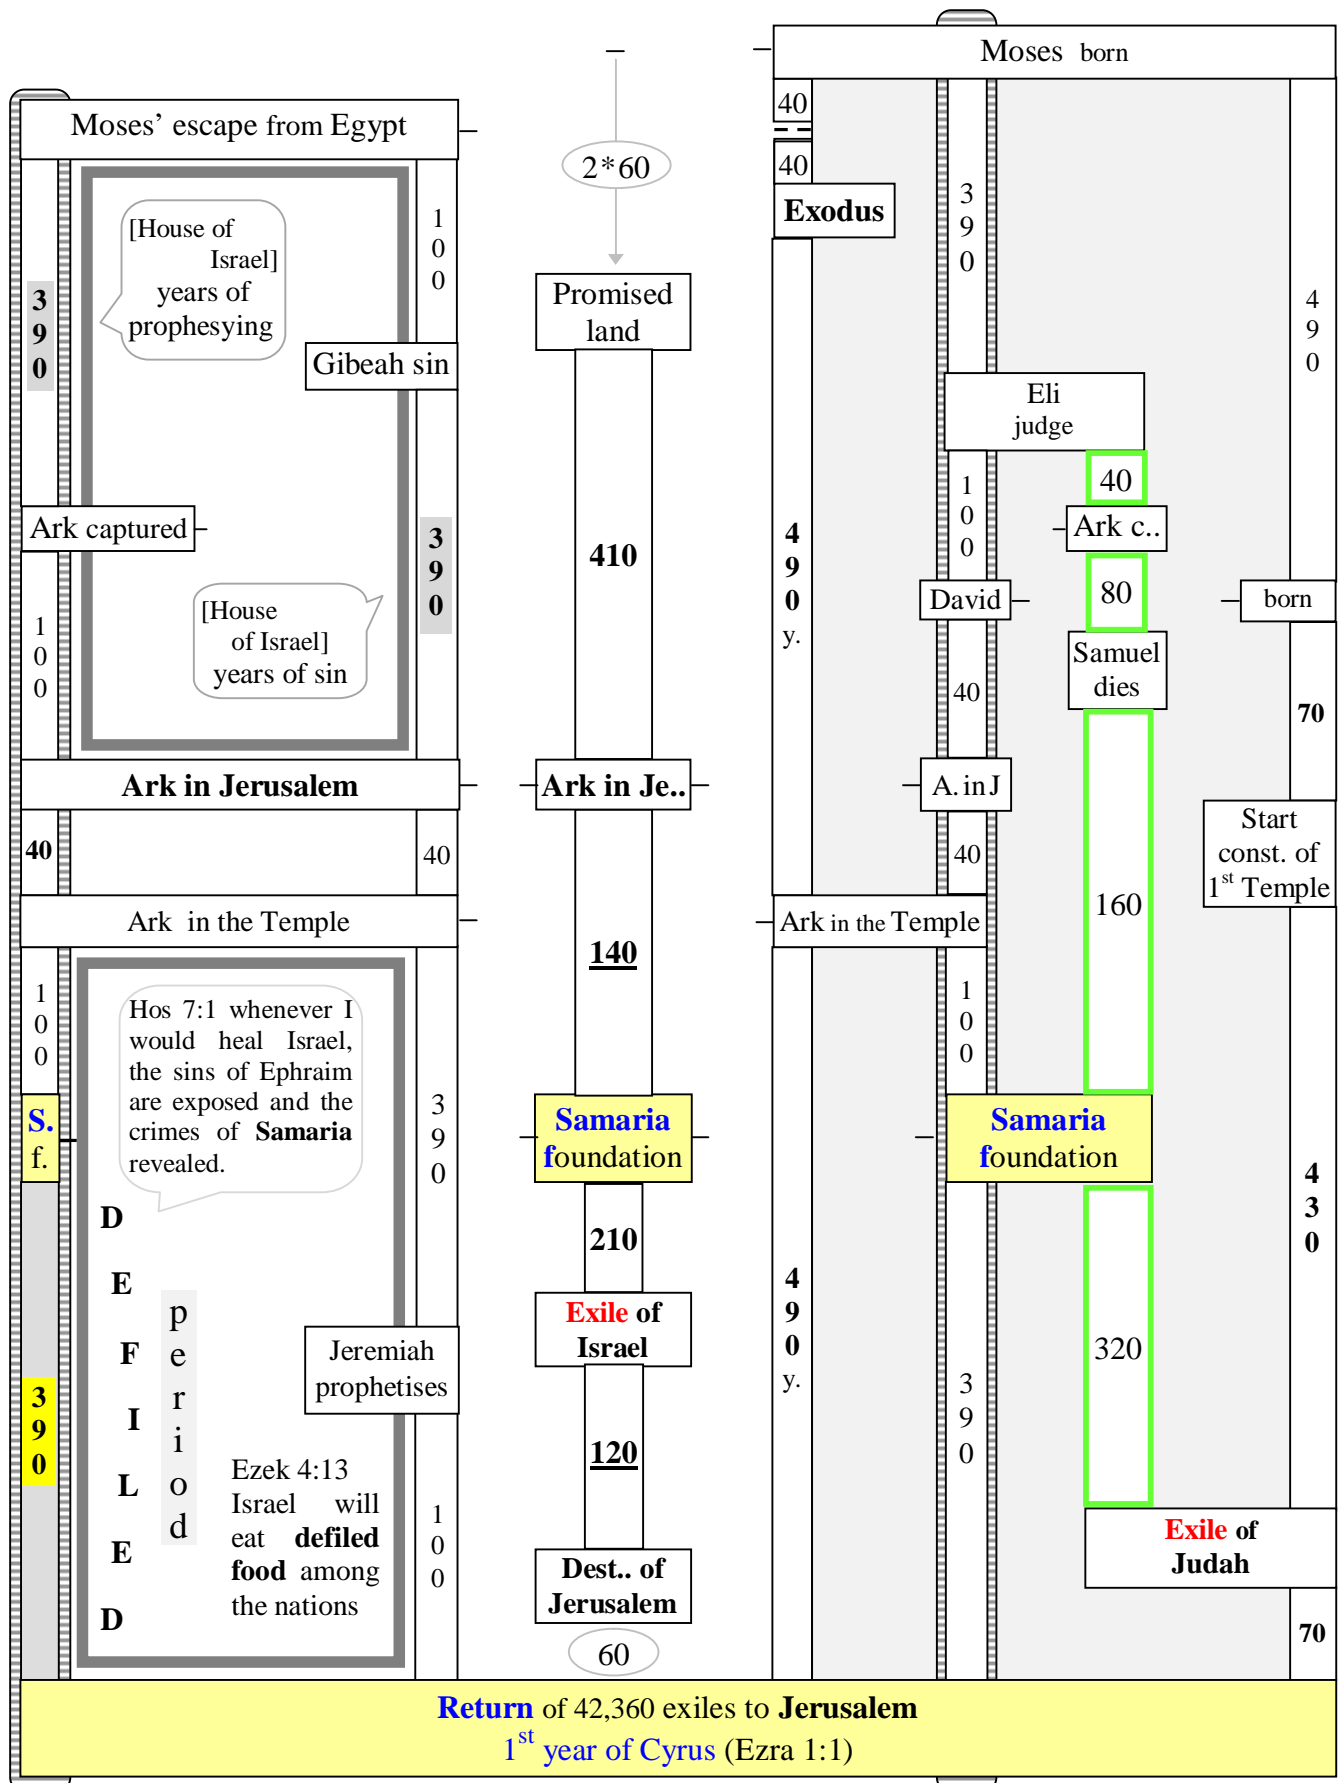 Moses born
Moses’ escape from Egypt
3
9
0
Ark captured
1
0
0
[House of
Israel]
years of
prophesying
1
0
0
Gibeah sin
3
9
0
[House
of Israel]
years of sin
Ark in Jerusalem
40
40
Ark in the Temple
1
0
0
S.
f.
3
9
0
Hos 7:1 whenever I
would heal Israel,
the sins of Ephraim
are exposed and the
crimes of Samaria
revealed.
D
E
F
I
L
E
D
p
e
r
i
o
d
Ezek 4:13
Israel will
eat defiled
food among
the nations
3
9
0
Jeremiah
prophetises
1
0
0
2*60
Promised
land
410
Ark in Je..
140
Samaria
foundation
210
Exile of
Israel
120
Dest.. of
Jerusalem
60
40
40
Exodus
4
9
0
y.
Ark in the Temple
4
9
0
y.
3
9
0
Eli
judge
1
0
0
David
40
A. in J
40
1
0
0
Samaria
foundation
3
9
0
40
Ark c..
80
Samuel
dies
160
320
Exile of
Judah
4
9
0
born
70
Start
const. of
1st Temple
4
3
0
70
Return of 42,360 exiles to Jerusalem
1st year of Cyrus (Ezra 1:1)